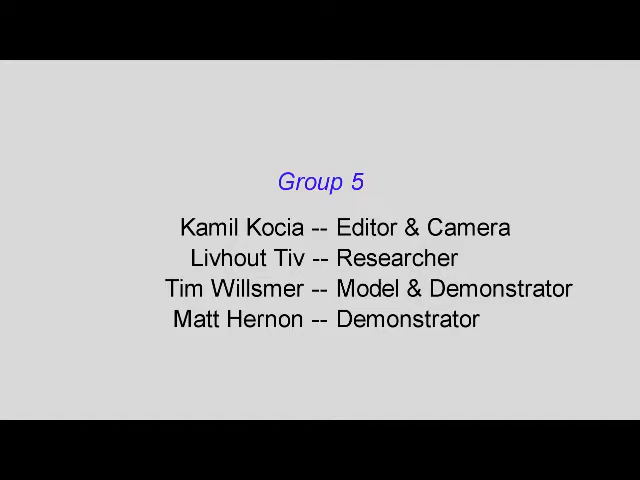 Group 5
Kamil Kocia -- Editor & Camera
Livhout Tiv -- Researcher
Tim Willsmer -- Model & Demonstrator
Matt Hernon -- Demonstrator